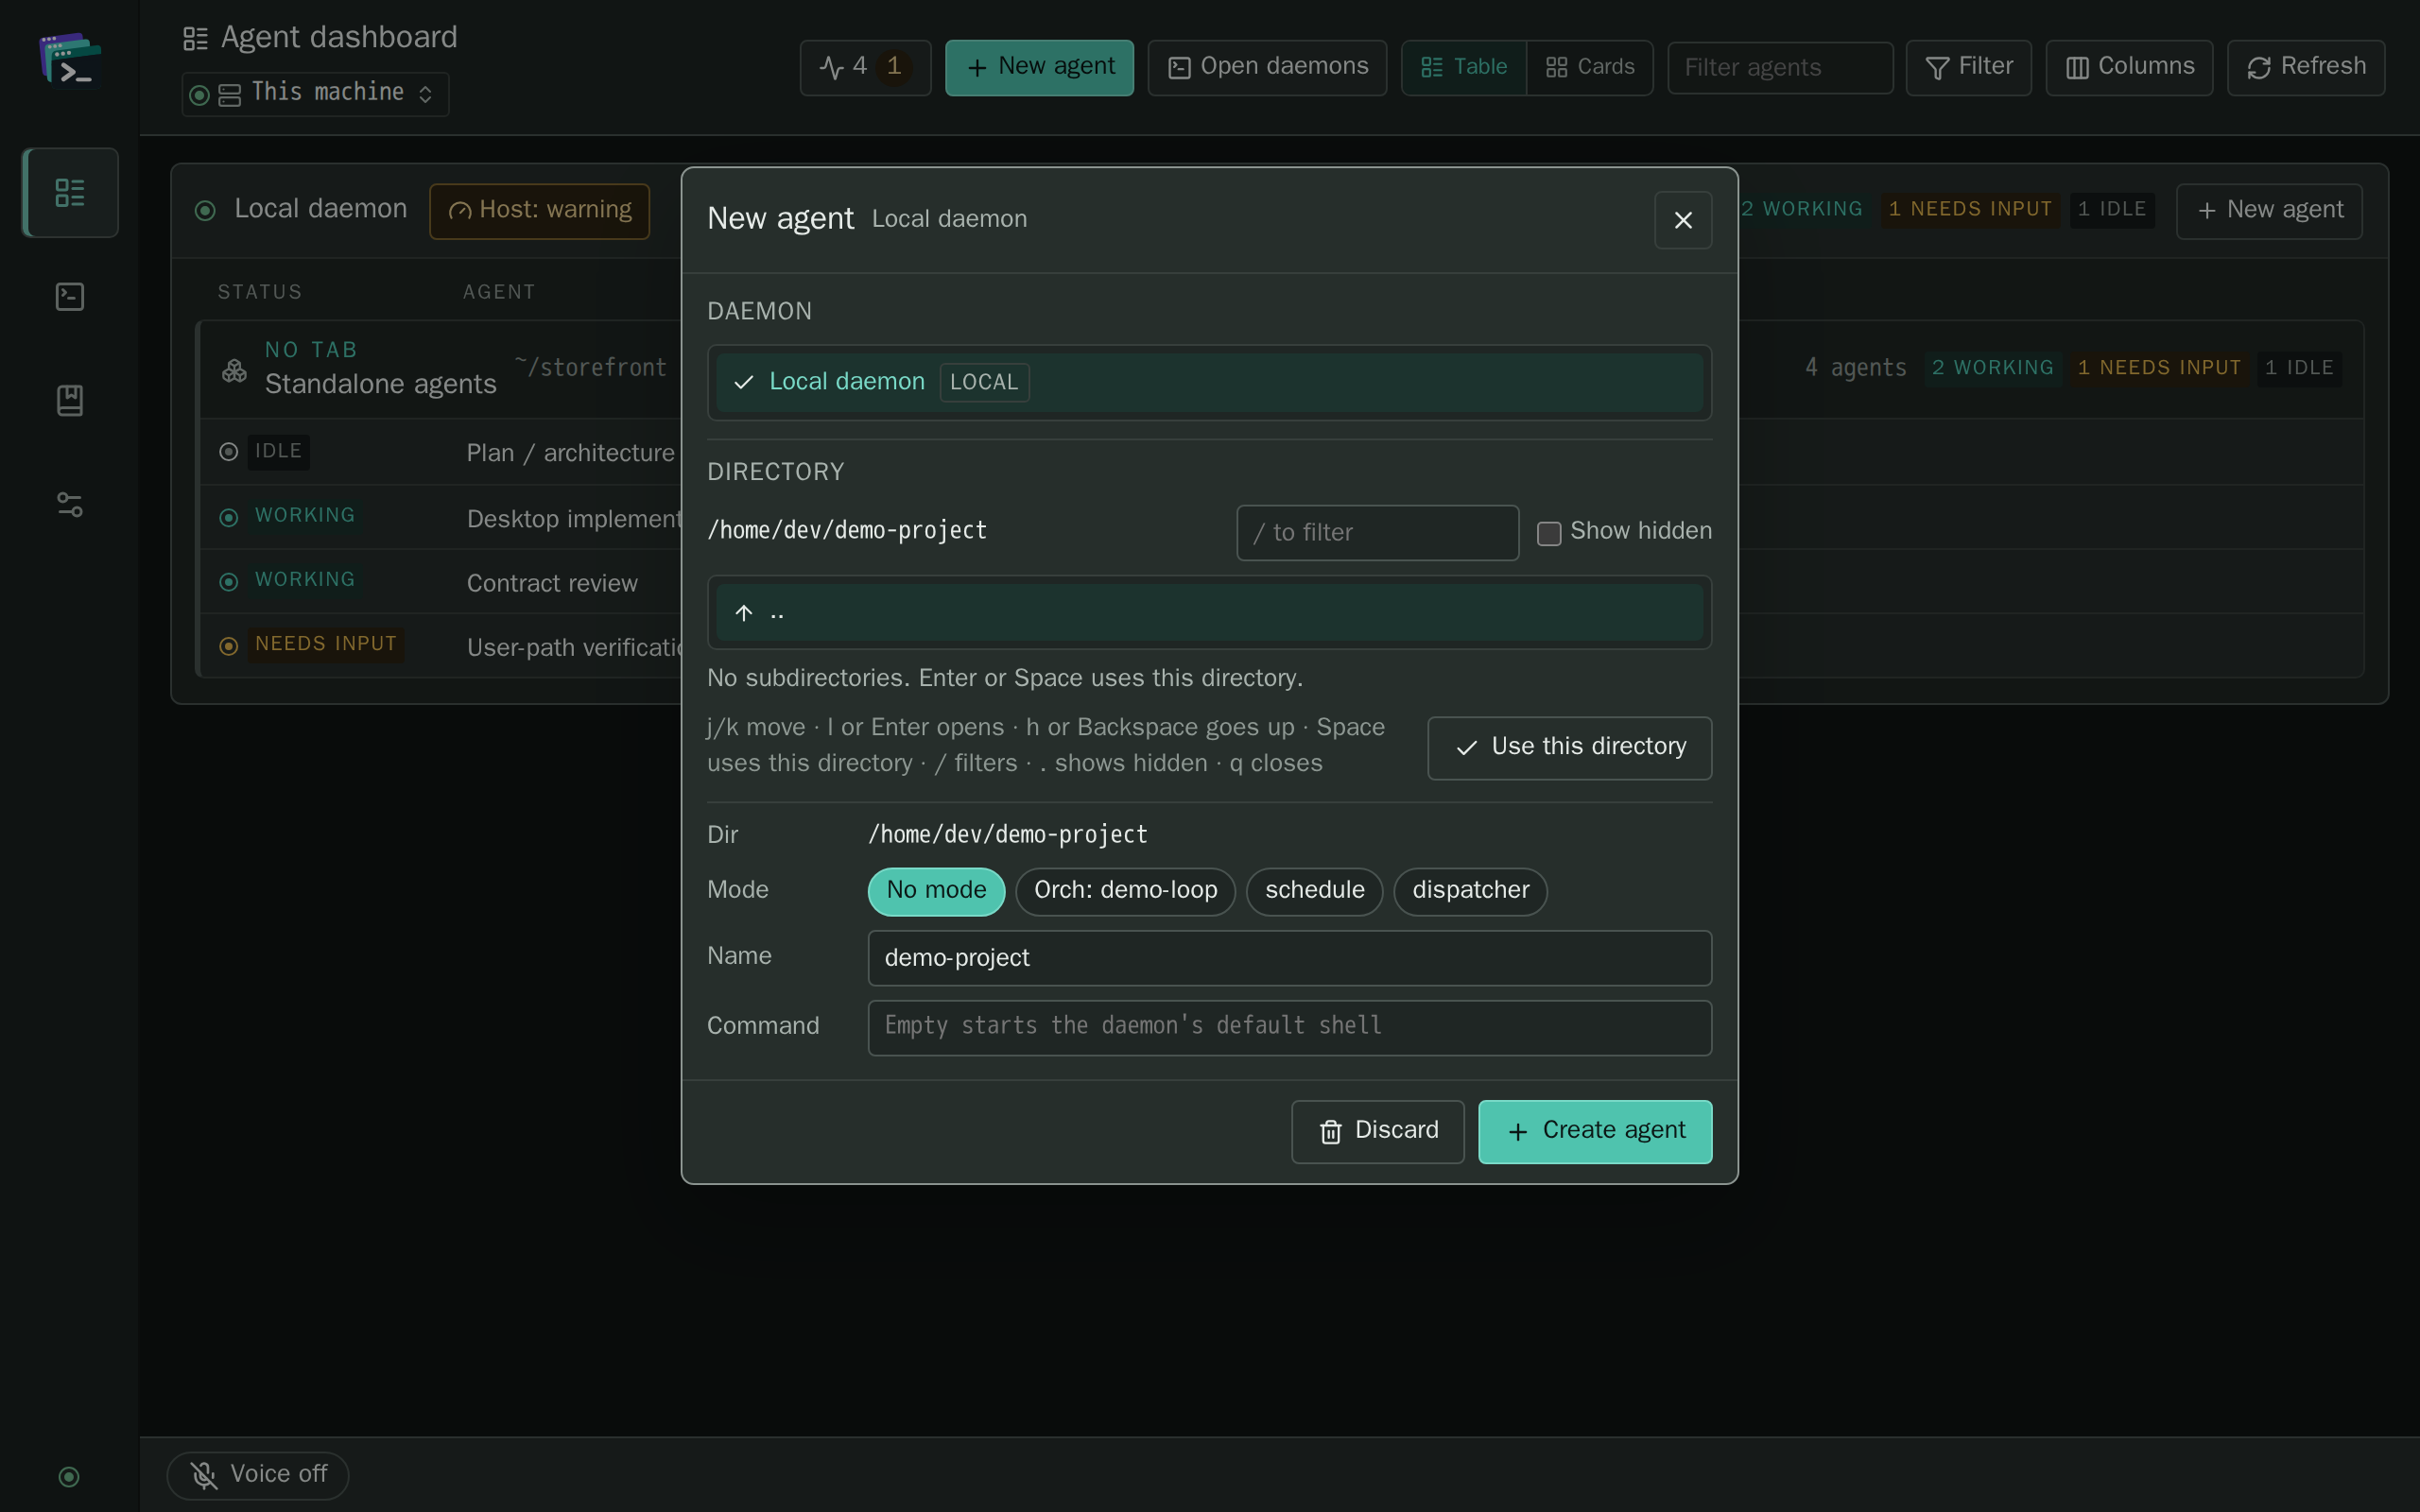 Agent dashboard
This machine
4 1
+ New agent
Open daemons
Table
Cards
Filter agents
Filter
Columns
Refresh
Local daemon
Host: warning
2 WORKING
1 NEEDS INPUT
1 IDLE
+ New agent
STATUS
AGENT
NO TAB
Standalone agents
~/storefront
4 agents
2 WORKING
1 NEEDS INPUT
1 IDLE
IDLE
Plan / architecture
WORKING
Desktop implement
WORKING
Contract review
NEEDS INPUT
User-path verificatio
New agent Local daemon
DAEMON
Local daemon LOCAL
DIRECTORY
/home/dev/demo-project
/ to filter
Show hidden
..
No subdirectories. Enter or Space uses this directory.
j/k move · l or Enter opens · h or Backspace goes up · Space
uses this directory · / filters · . shows hidden · q closes
Use this directory
Dir
/home/dev/demo-project
Mode
No mode
Orch: demo-loop
schedule
dispatcher
Name
demo-project
Command
Empty starts the daemon's default shell
Discard
+ Create agent
Voice off